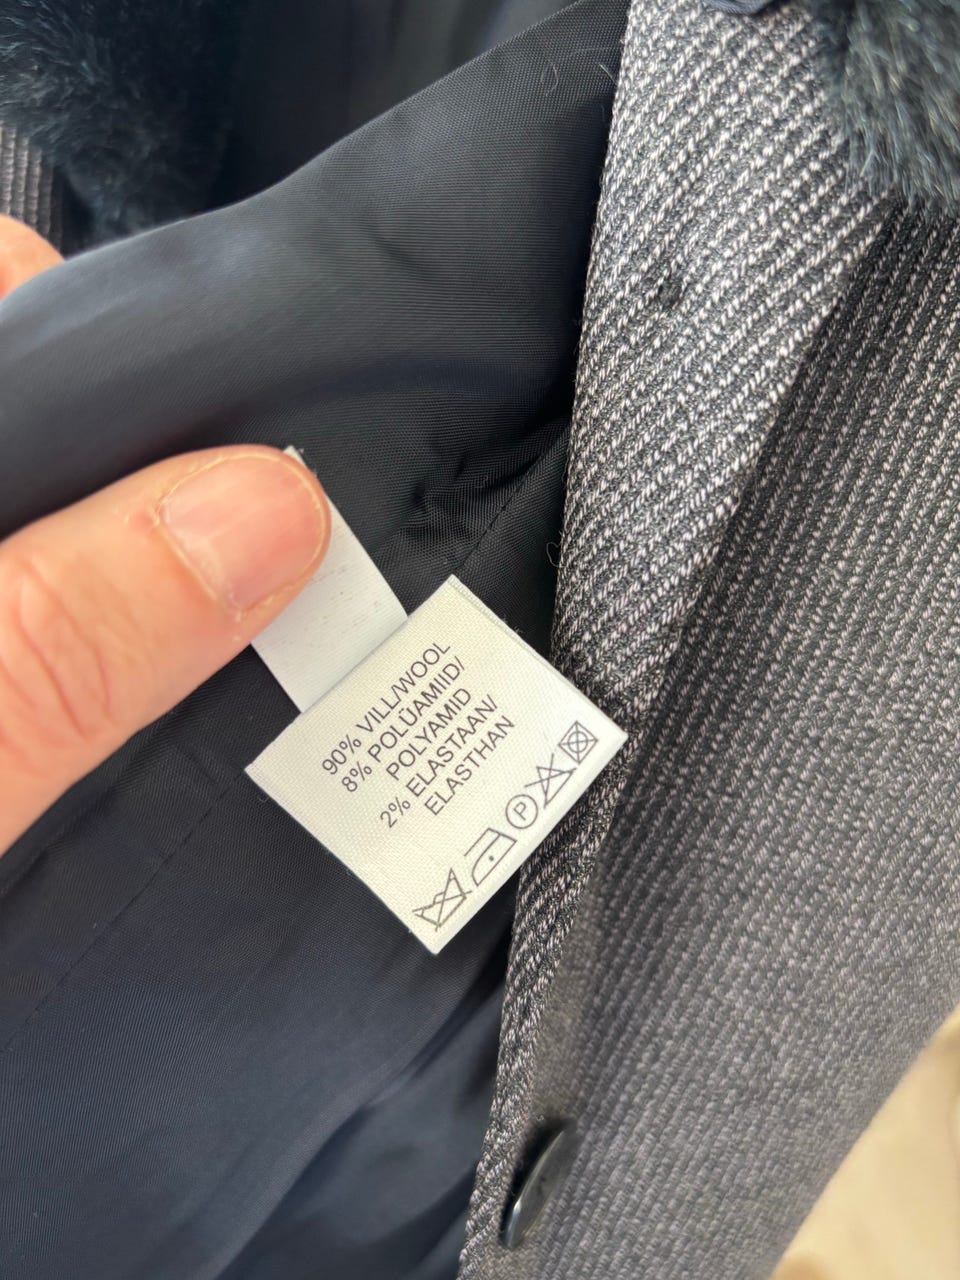 90% VILL/WOOL
8% POLÜAMIID/
POLYAMID
2% ELASTAAN/
ELASTHAN
P